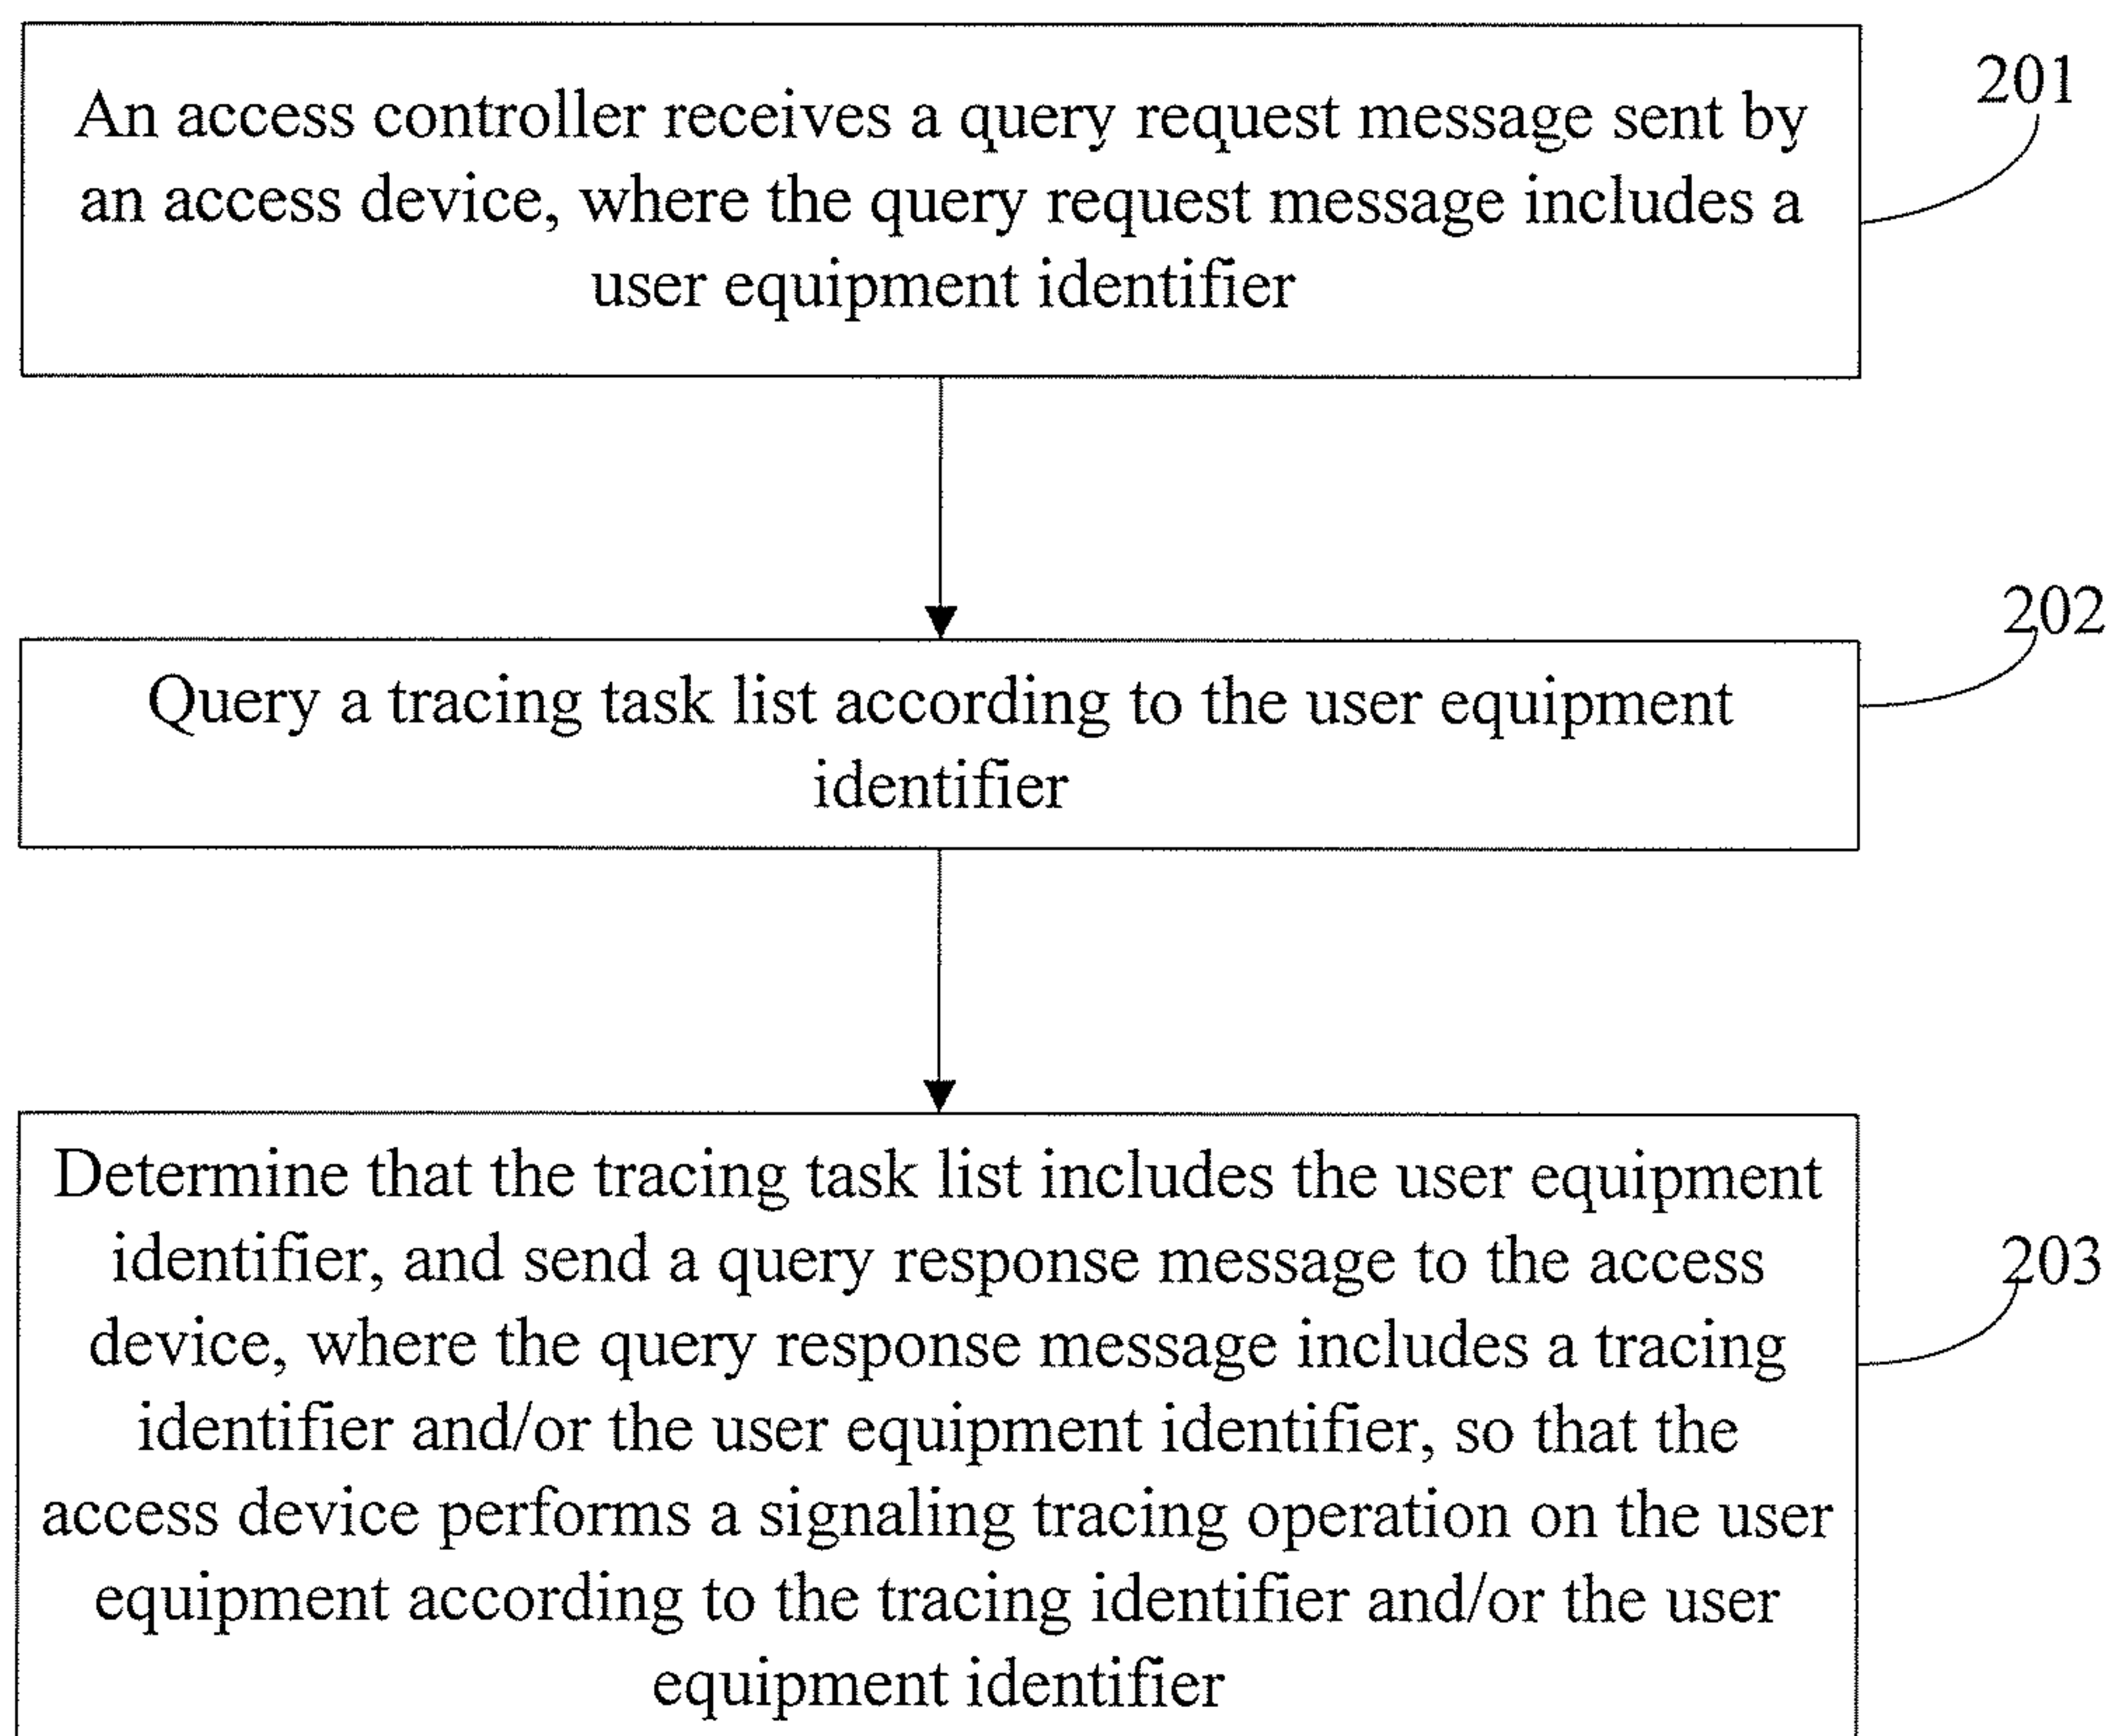 An access controller receives a query request message sent by
an access device, where the query request message includes a
user equipment identifier
201
Query a tracing task list according to the user equipment
identifier
202
Determine that the tracing task list includes the user equipment
identifier, and send a query response message to the access
device, where the query response message includes a tracing
identifier and/or the user equipment identifier, so that the
access device performs a signaling tracing operation on the user
equipment according to the tracing identifier and/or the user
equipment identifier
203